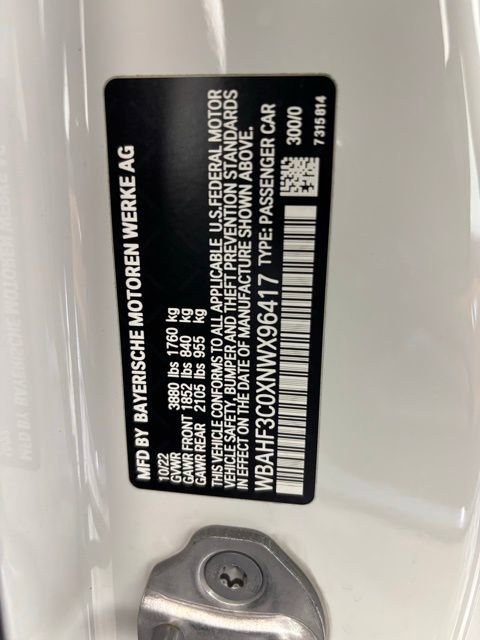 MFD BY BAYERISCHE MOTOREN WERKE AG
10/22
GVWR 3880 lbs 1760 kg
GAWR FRONT 1852 lbs 840 kg
GAWR REAR 2105 lbs 955 kg
THIS VEHICLE CONFORMS TO ALL APPLICABLE U.S.FEDERAL MOTOR
VEHICLE SAFETY, BUMPER AND THEFT PREVENTION STANDARDS
IN EFFECT ON THE DATE OF MANUFACTURE SHOWN ABOVE.
WBAHF3C0XNWX96417 TYPE: PASSENGER CAR
300/0
7 315 814